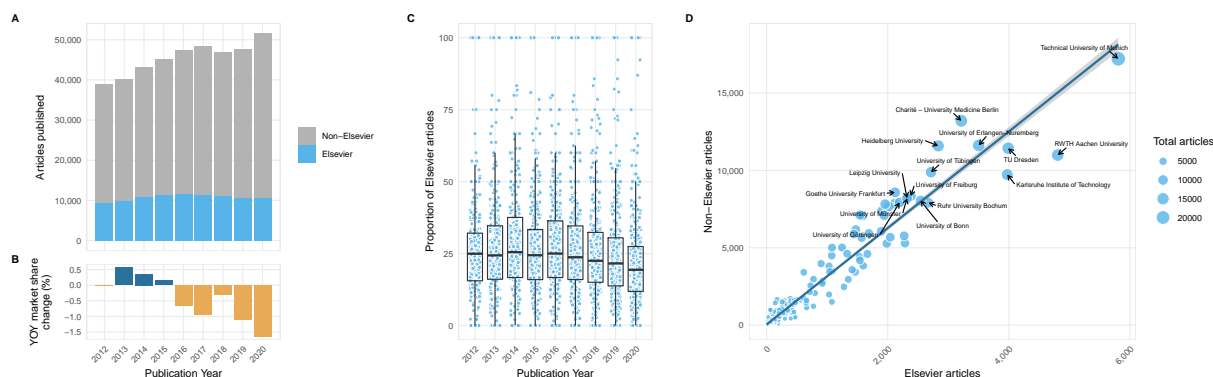 A
Articles published
50,000
40,000
30,000
20,000
10,000
0
Non−Elsevier
Elsevier
B
YOY market share
change (%)
0.5
0.0
−0.5
−1.0
−1.5
2012
2013
2014
2015
2016
2017
2018
2019
2020
Publication Year
C
Proportion of Elsevier articles
100
75
50
25
0
2012
2013
2014
2015
2016
2017
2018
2019
2020
Publication Year
D
Non−Elsevier articles
15,000
10,000
5,000
0
Technical University of Munich
Charité − University Medicine Berlin
Heidelberg University
University of Erlangen−Nuremberg
RWTH Aachen University
University of Tübingen
TU Dresden
Leipzig University
Karlsruhe Institute of Technology
University of Freiburg
Goethe University Frankfurt
Ruhr University Bochum
University of Münster
University of Bonn
University of Göttingen
0
2,000
4,000
6,000
Elsevier articles
Total articles
5000
10000
15000
20000